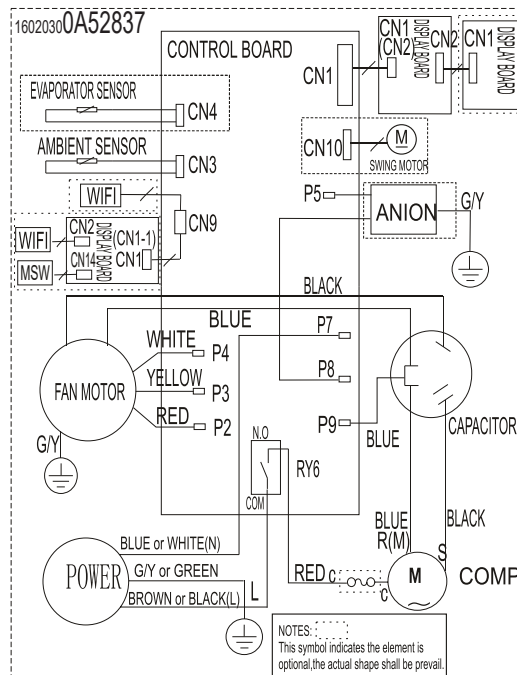 16020300A52837
CONTROL BOARD
EVAPORATOR SENSOR
CN4
AMBIENT SENSOR
CN3
WIFI
CN9
WIFI
MSW
CN2
CN14
DISPLAY BOARD
(CN1-1)
CN1
CN1
CN1
(CN2)
DISPLAY BOARD
CN2
CN1
DISPLAY BOARD
CN10
M
SWING MOTOR
P5
ANION
G/Y
BLACK
BLUE
P7
WHITE
P4
P8
FAN MOTOR
YELLOW
P3
RED
P2
P9
BLUE
CAPACITOR
G/Y
N.O
RY6
COM
BLUE
R(M)
BLACK
S
POWER
BLUE or WHITE(N)
G/Y or GREEN
BROWN or BLACK(L)
L
RED
C
C
M
COMP
NOTES:
This symbol indicates the element is
optional,the actual shape shall be prevail.